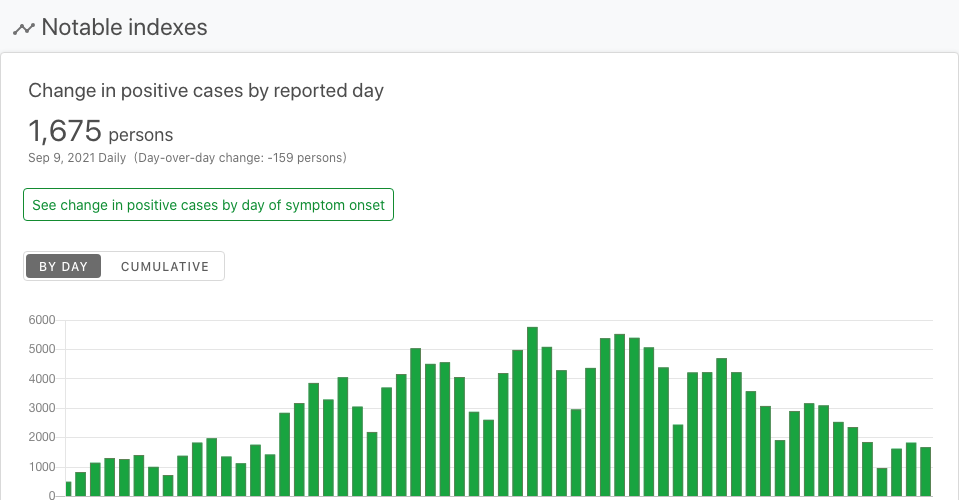 Notable indexes
Change in positive cases by reported day
1,675 persons
Sep 9, 2021 Daily (Day-over-day change: -159 persons)
See change in positive cases by day of symptom onset
BY DAY CUMULATIVE
6000
5000
4000
3000
2000
1000
0